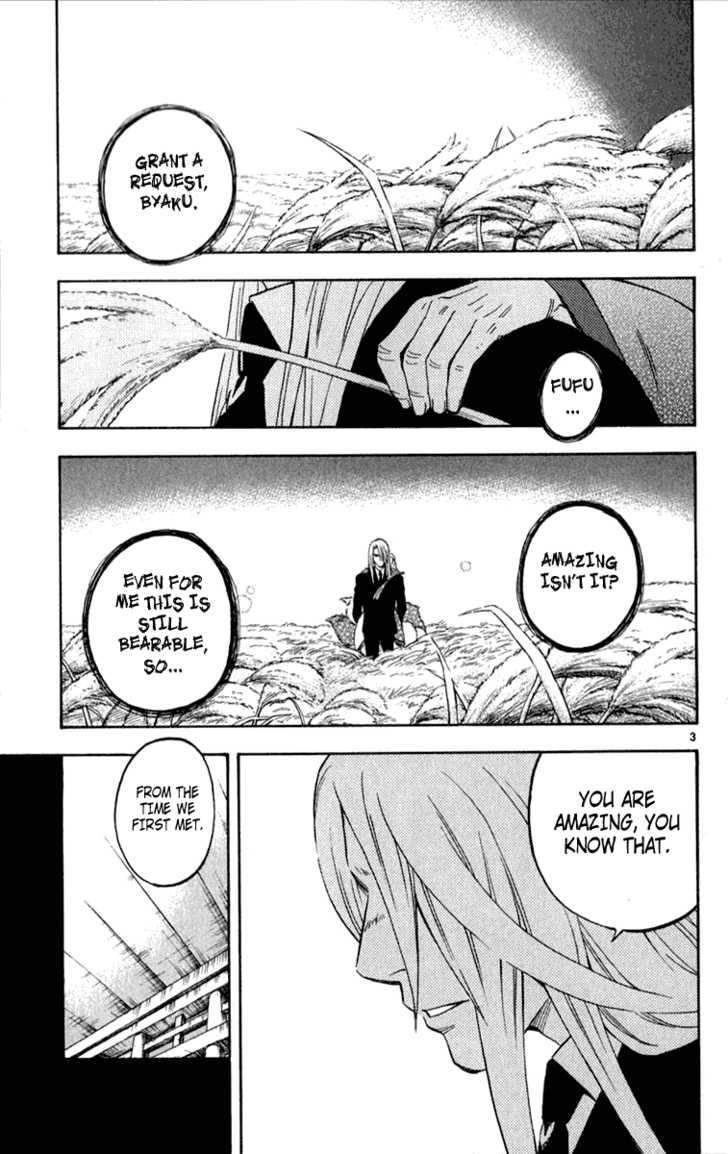 GRANT A
REQUEST,
BYAKU.
FUFU
...
AMAZING
ISN'T IT?
EVEN FOR
ME THIS IS
STILL
BEARABLE,
SO...
3
YOU ARE
AMAZING, YOU
KNOW THAT.
FROM THE
TIME WE
FIRST MET.